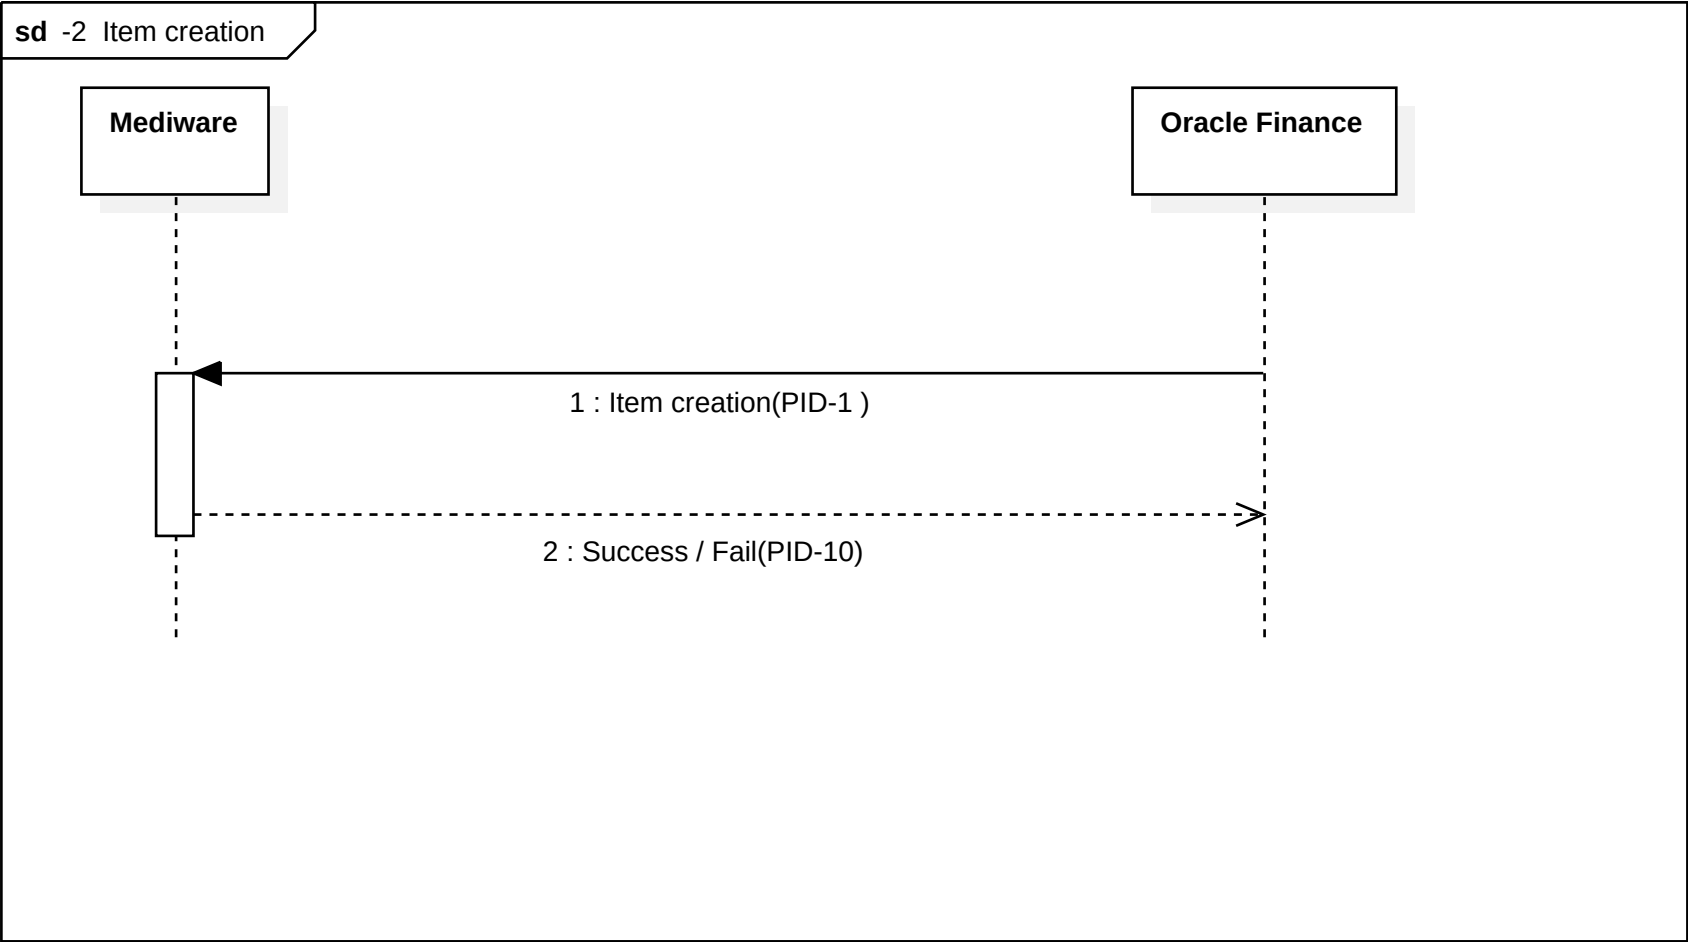 sd -2 Item creation
Mediware
Oracle Finance
1 : Item creation(PID-1 )
2 : Success / Fail(PID-10)